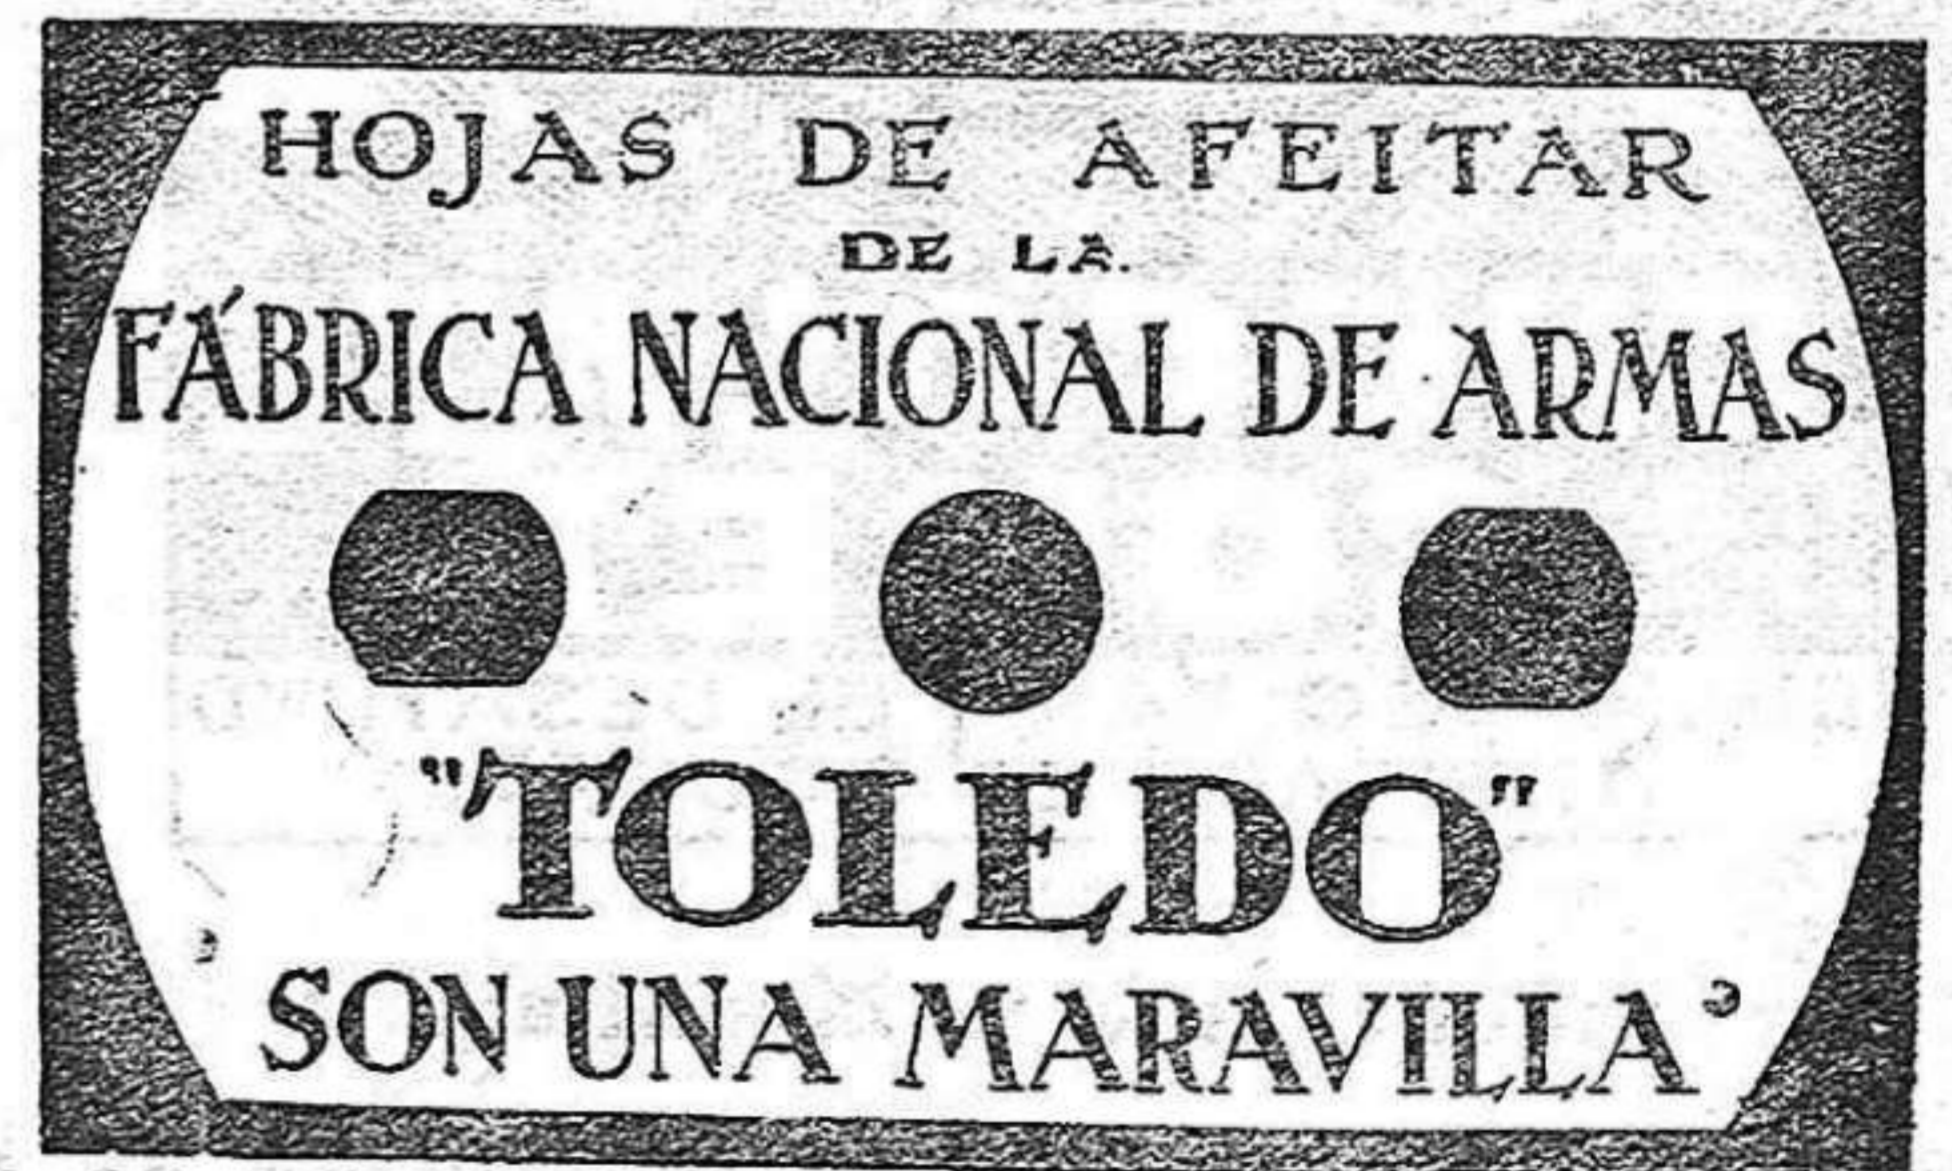 HOJAS DE AFEITAR
DE LA.
FÁBRICA NACIONAL DE ARMAS
"TOLEDO"
SON UNA MARAVILLA